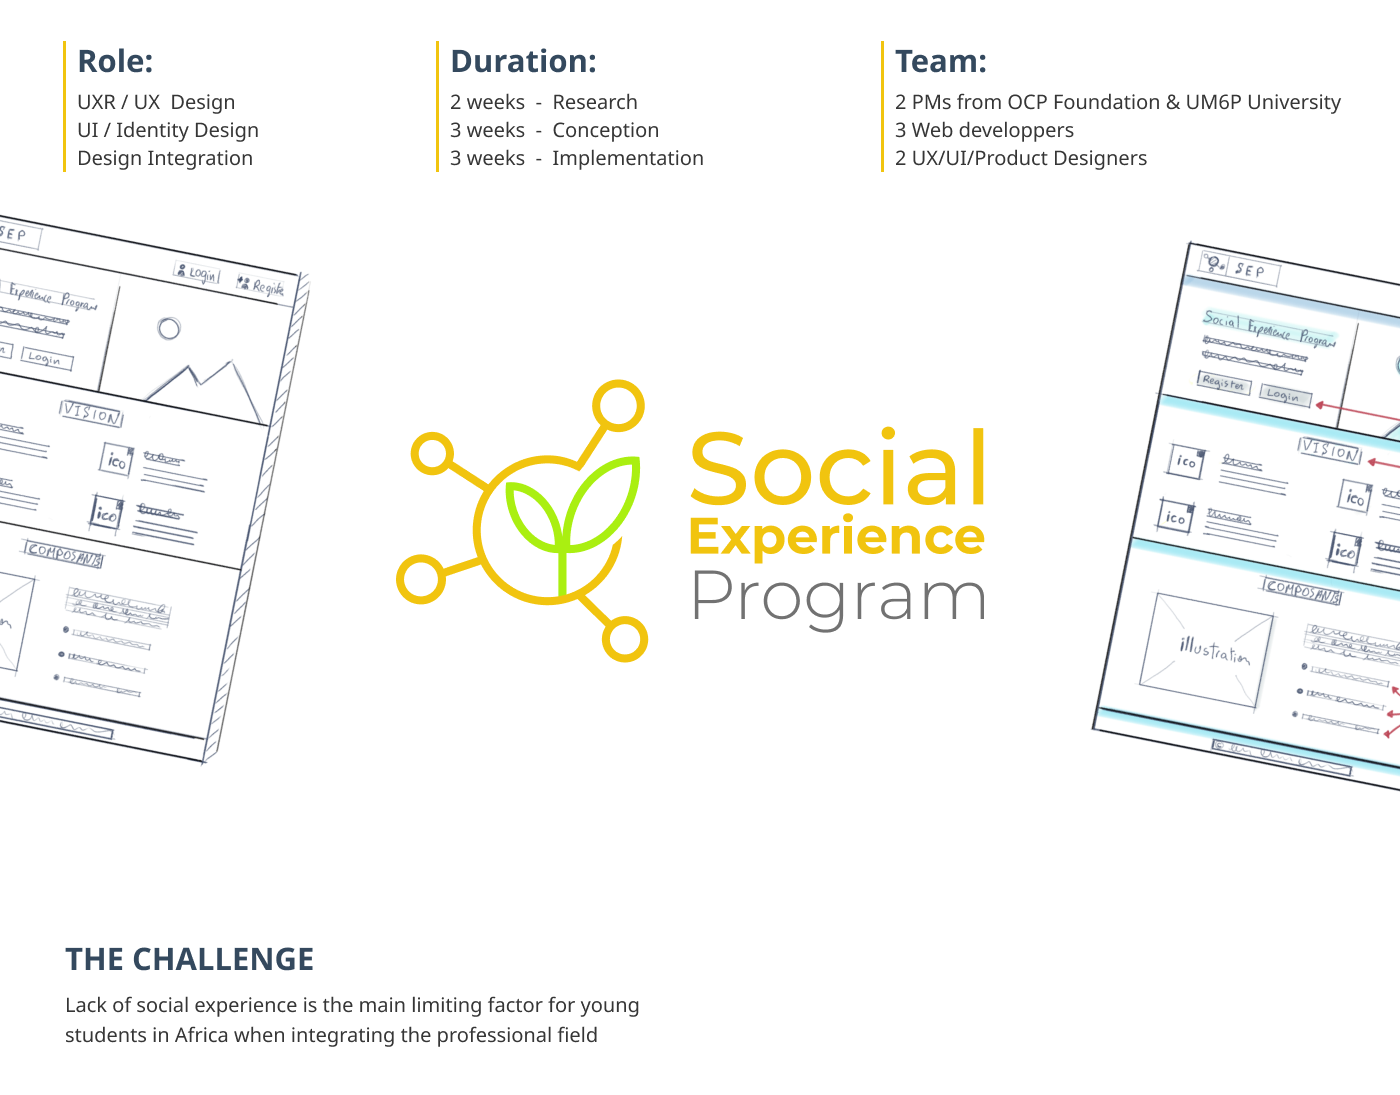 Role:
UXR / UX  Design
UI / Identity Design
Design Integration
Duration:
2 weeks  -  Research
3 weeks  -  Conception
3 weeks  -  Implementation
Team:
2 PMs from OCP Foundation & UM6P University
3 Web developpers
2 UX/UI/Product Designers
SEP
Login
Registe
Experience Program
Login
VISION
ico
ico
COMPOSANTS
Social
Experience
Program
SEP
Social Experience Program
Register
Login
VISION
ico
ico
ico
ico
COMPOSANTS
illustration
THE CHALLENGE
Lack of social experience is the main limiting factor for young
students in Africa when integrating the professional field